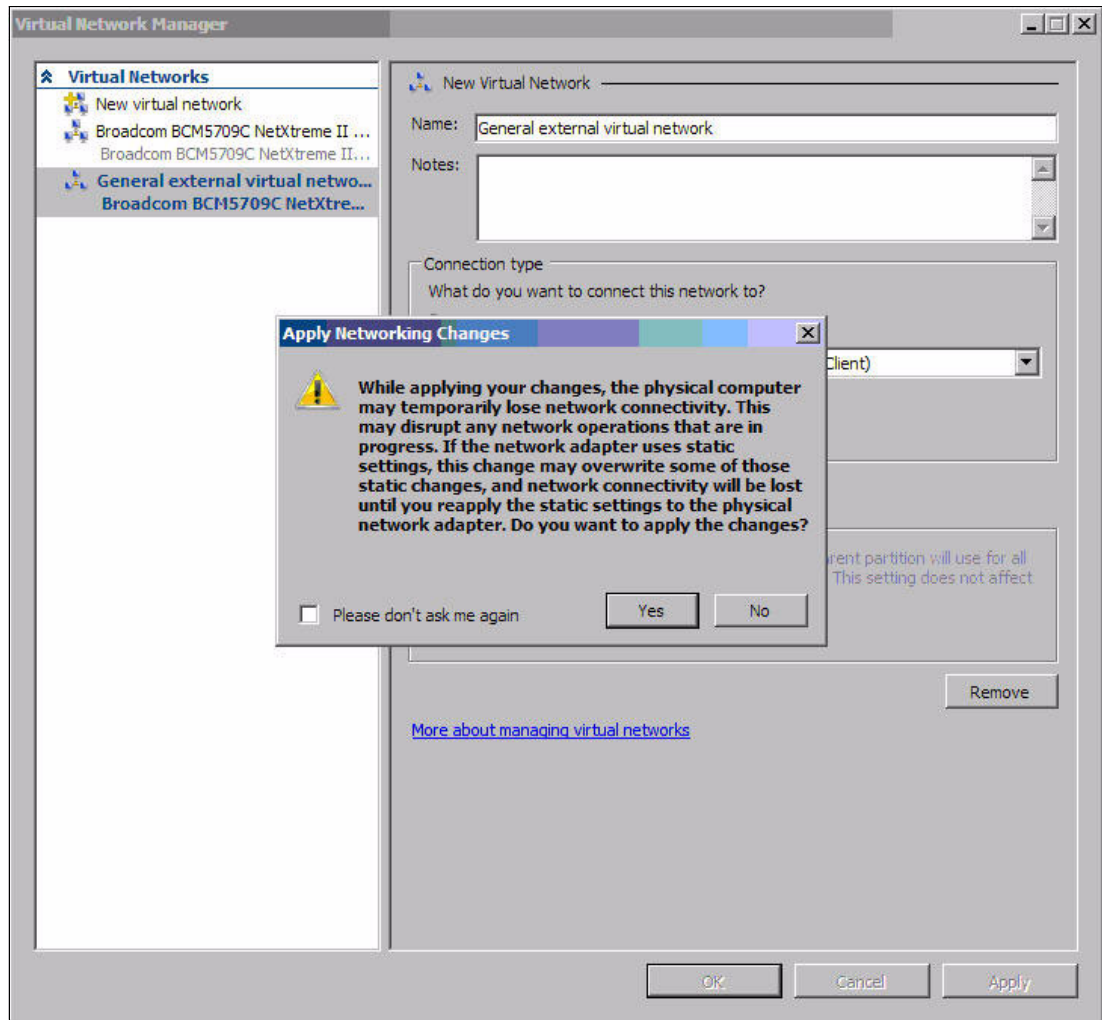 Virtual Network Manager
Virtual Networks
New virtual network
Broadcom BCM5709C NetXtreme II ...
Broadcom BCM5709C NetXtreme II...
General external virtual netwo...
Broadcom BCM5709C NetXtre...
New Virtual Network
Name: General external virtual network
Notes:
Connection type
What do you want to connect this network to?
Client)
Apply Networking Changes
While applying your changes, the physical computer
may temporarily lose network connectivity. This
may disrupt any network operations that are in
progress. If the network adapter uses static
settings, this change may overwrite some of those
static changes, and network connectivity will be lost
until you reapply the static settings to the physical
network adapter. Do you want to apply the changes?
Please don't ask me again
Yes
No
partition will use for all
This setting does not affect
Remove
More about managing virtual networks
OK
Cancel
Apply